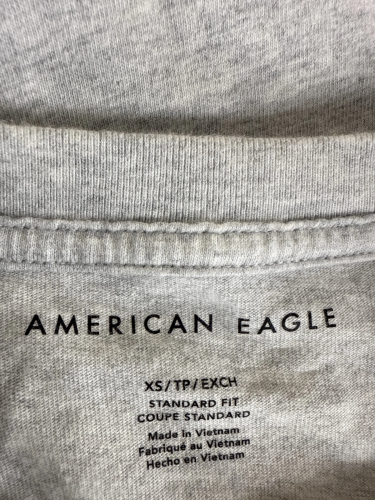 AMERICAN EAGLE
XS/TP/EXCH
STANDARD FIT
COUPE STANDARD
Made in Vietnam
Fabriqué au Vietnam
Hecho en Vietnam